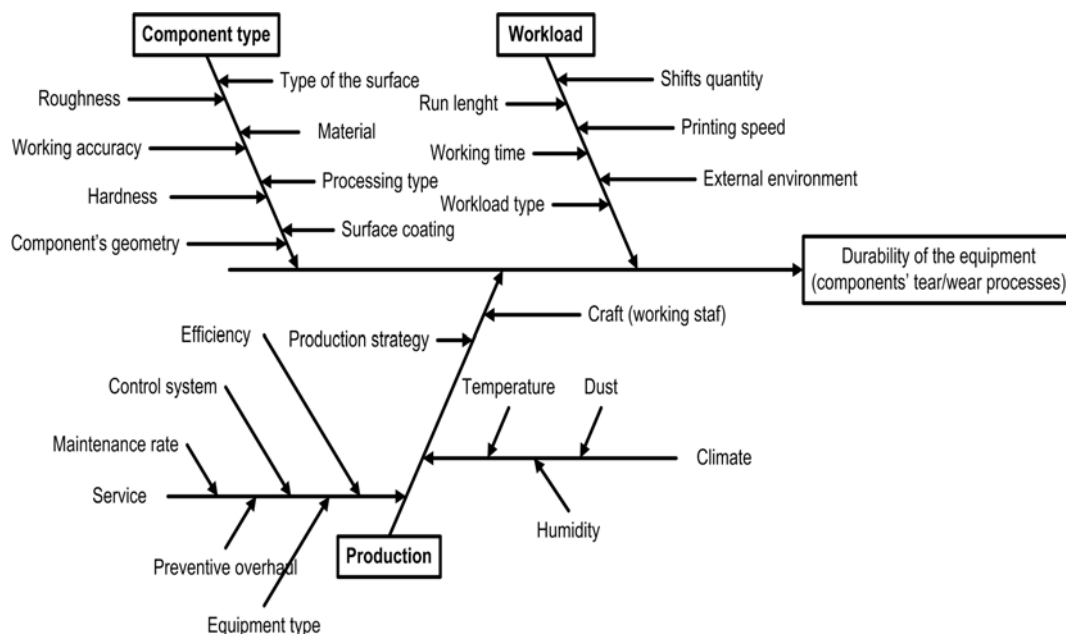 Component type
Workload
Type of the surface
Shifts quantity
Roughness
Run lenght
Material
Printing speed
Working accuracy
Working time
Processing type
External environment
Hardness
Workload type
Surface coating
Component's geometry
Durability of the equipment
(components' tear/wear processes)
Craft (working staf)
Efficiency
Production strategy
Control system
Temperature
Dust
Maintenance rate
Climate
Service
Humidity
Production
Preventive overhaul
Equipment type